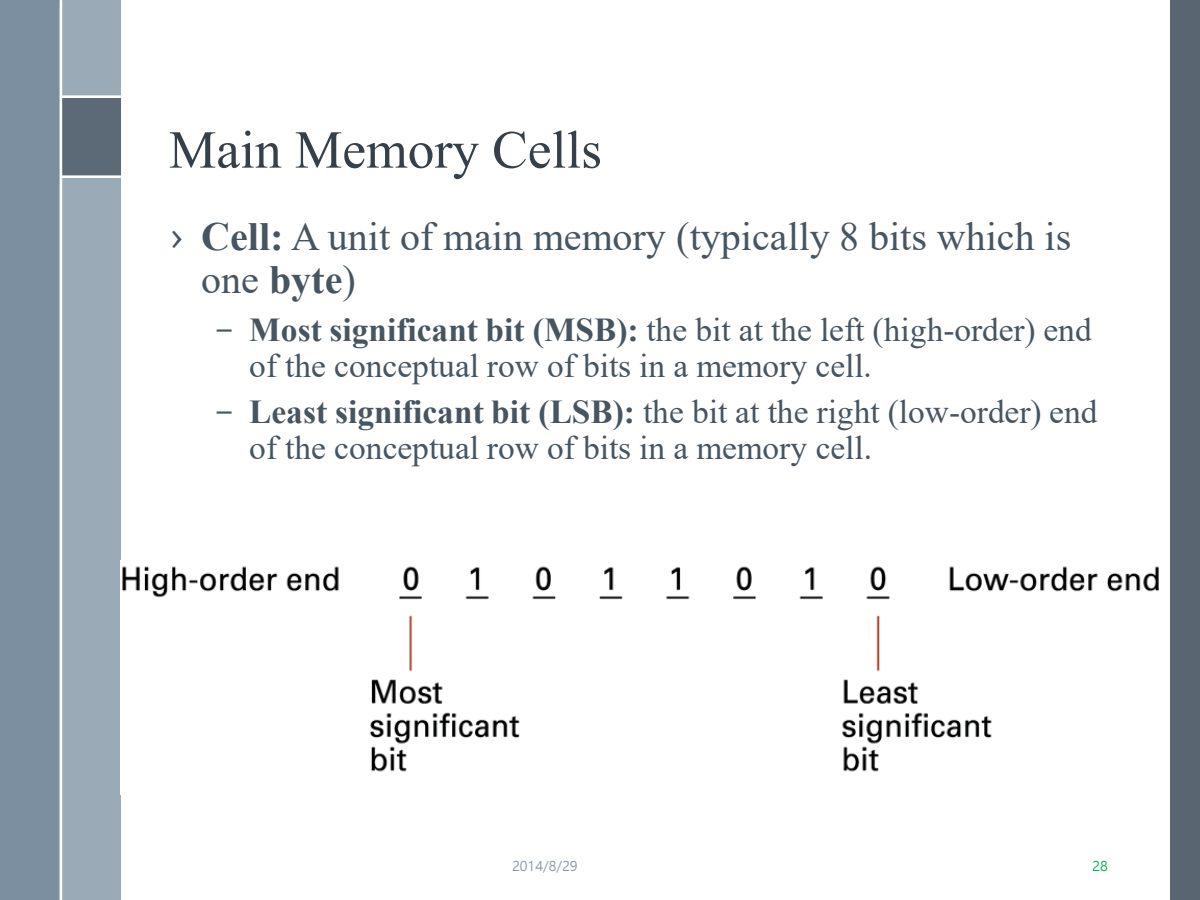 Main Memory Cells
› Cell: A unit of main memory (typically 8 bits which is
one byte)
– Most significant bit (MSB): the bit at the left (high-order) end
of the conceptual row of bits in a memory cell.
– Least significant bit (LSB): the bit at the right (low-order) end
of the conceptual row of bits in a memory cell.
High-order end 0 1 0 1 1 0 1 0 Low-order end
Most
significant
bit
Least
significant
bit
2014/8/29
28